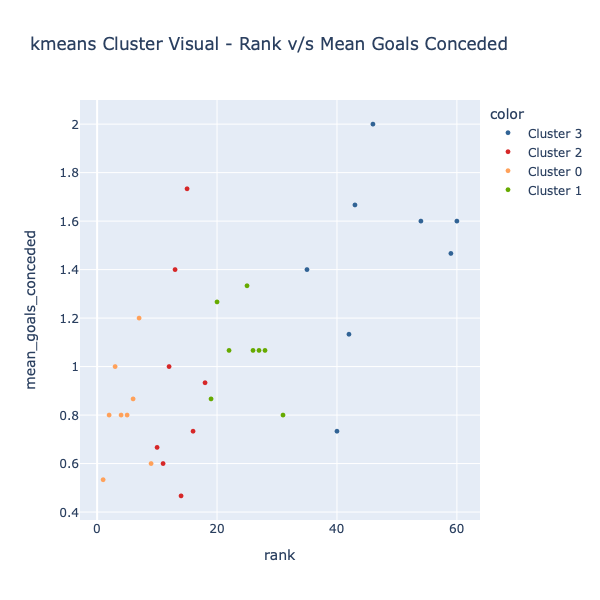 kmeans Cluster Visual - Rank v/s Mean Goals Conceded
color
Cluster 3
Cluster 2
Cluster 0
Cluster 1
2
1.8
1.6
1.4
1.2
1
0.8
0.6
0.4
mean_goals_conceded
0
20
40
60
rank